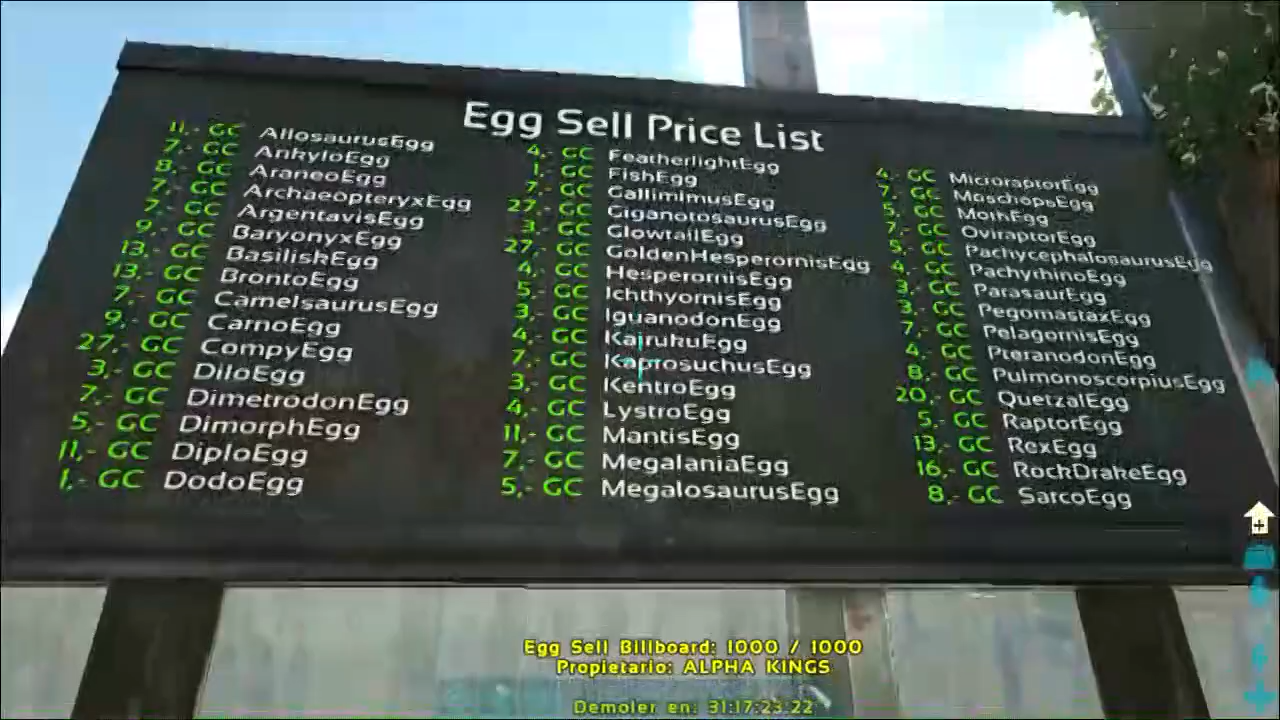 Egg Sell Price List
11,- GC AllosaurusEgg
7,- GC AnkyloEgg
8,- GC AraneoEgg
7,- GC ArchaeopteryxEgg
7,- GC ArgentavisEgg
9,- GC BaryonyxEgg
13,- GC BasiliskEgg
13,- GC BrontoEgg
7,- GC CamelsaurusEgg
9,- GC CarnoEgg
27,- GC CompyEgg
3,- GC DiloEgg
7,- GC DimetrodonEgg
5,- GC DimorphEgg
11,- GC DiploEgg
1,- GC DodoEgg
4,- GC FeatherlightEgg
1,- GC FishEgg
7,- GC GallimimusEgg
27,- GC GiganotosaurusEgg
3,- GC GlowtailEgg
27,- GC GoldenHesperornisEgg
4,- GC HesperornisEgg
5,- GC IchthyornisEgg
3,- GC IguanodonEgg
4,- GC KairukuEgg
7,- GC KaprosuchusEgg
3,- GC KentroEgg
4,- GC LystroEgg
11,- GC MantisEgg
7,- GC MegalaniaEgg
5,- GC MegalosaurusEgg
4,- GC MicroraptorEgg
7,- GC MoschopsEgg
5,- GC MothEgg
7,- GC OviraptorEgg
5,- GC PachycephalosaurusEgg
4,- GC PachyrhinoEgg
3,- GC ParasaurEgg
3,- GC PegomastaxEgg
7,- GC PelagornisEgg
4,- GC PteranodonEgg
8,- GC PulmonoscorpiusEgg
20,- GC QuetzalEgg
5,- GC RaptorEgg
13,- GC RexEgg
16,- GC RockDrakeEgg
8,- GC SarcoEgg
Egg Sell Billboard: 1000 / 1000
Propietario: ALPHA KINGS
Demoler en: 31:17:23:22